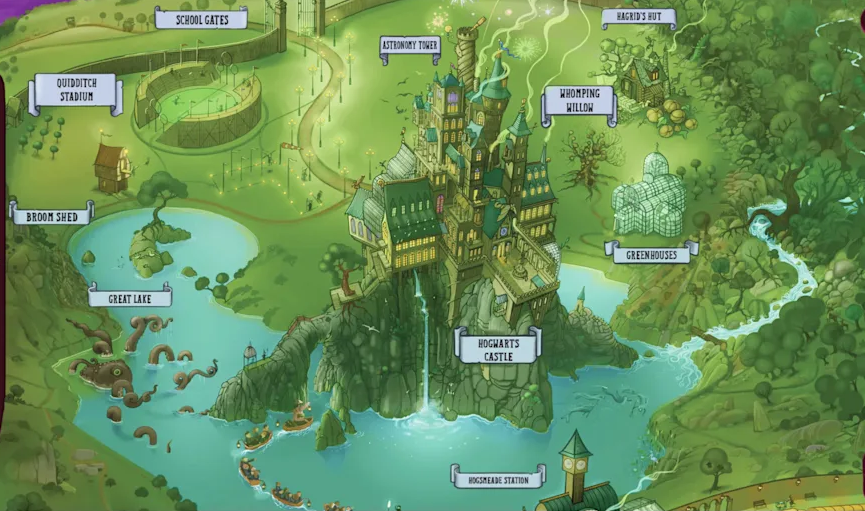 SCHOOL GATES
HAGRID'S HUT
ASTRONOMY TOWER
QUIDDITCH
STADIUM
WHOMPING
WILLOW
BROOM SHED
GREENHOUSES
GREAT LAKE
HOGWARTS
CASTLE
HOGSMEADE STATION